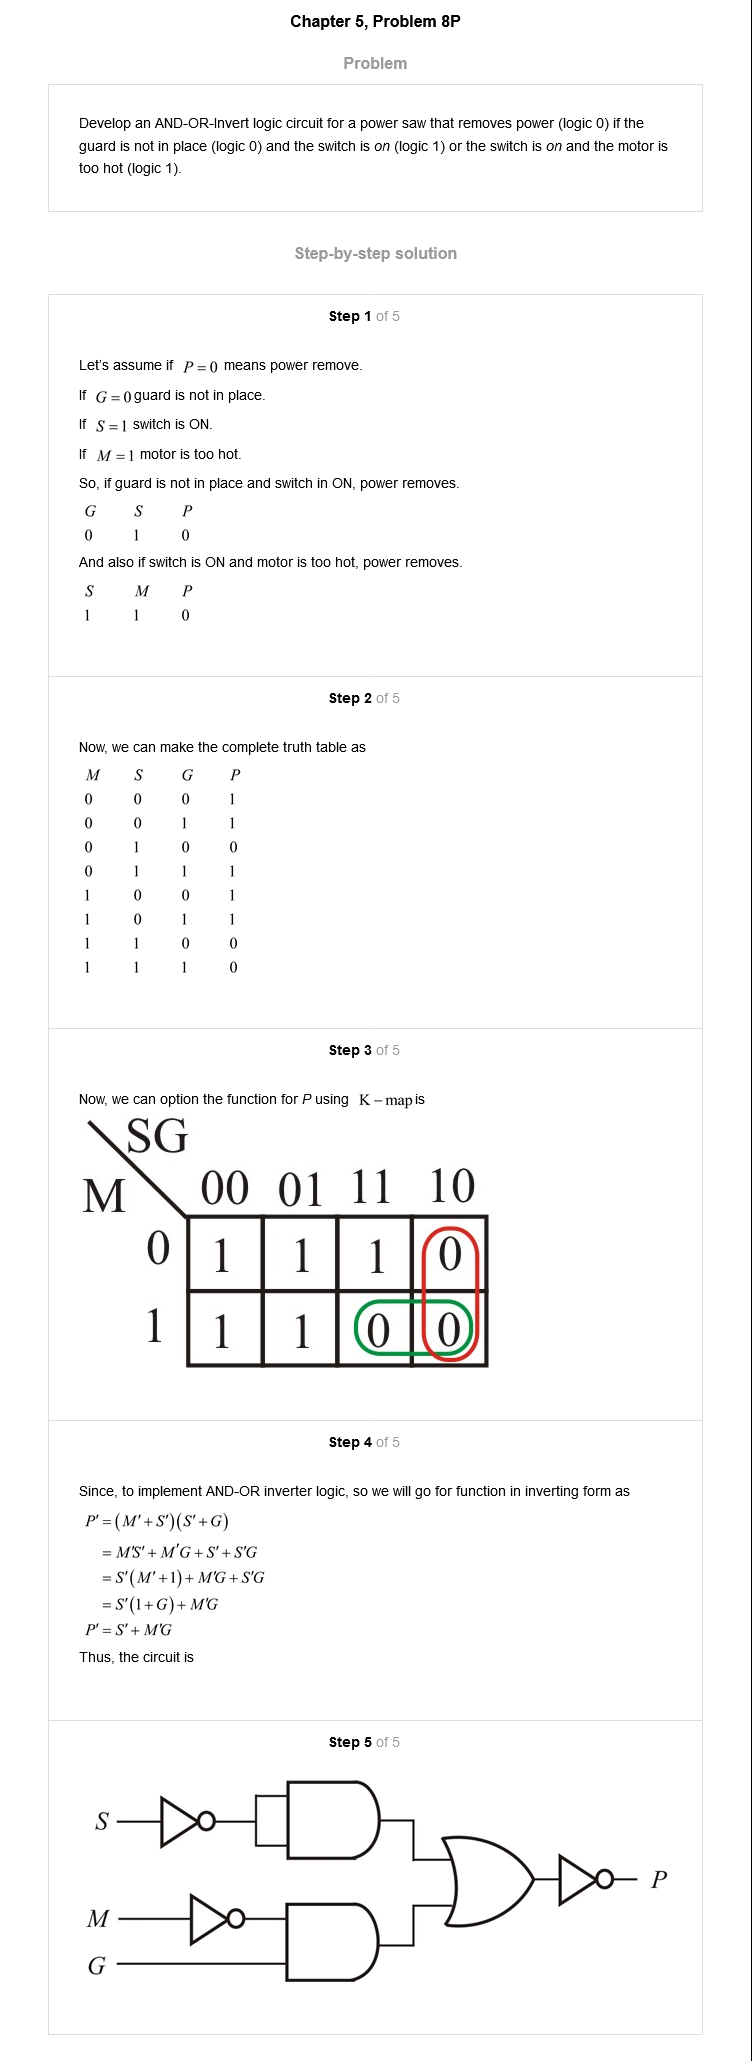 Chapter 5, Problem 8P
Problem
Develop an AND-OR-Invert logic circuit for a power saw that removes power (logic 0) if the
guard is not in place (logic 0) and the switch is on (logic 1) or the switch is on and the motor is
too hot (logic 1).
Step-by-step solution
Step 1 of 5
Let's assume if P = 0 means power remove.
If G = 0 guard is not in place.
If S = 1 switch is ON.
If M = 1 motor is too hot.
So, if guard is not in place and switch in ON, power removes.
G S P
0 1 0
And also if switch is ON and motor is too hot, power removes.
S M P
1 1 0
Step 2 of 5
Now, we can make the complete truth table as
M S G P
0 0 0 1
0 0 1 1
0 1 0 0
0 1 1 1
1 0 0 1
1 0 1 1
1 1 0 0
1 1 1 0
Step 3 of 5
Now, we can option the function for P using K – map is
SG
M
00 01 11 10
0 1 1 1 0
1 1 1 0 0
Step 4 of 5
Since, to implement AND-OR inverter logic, so we will go for function in inverting form as
P' = (M' + S')(S' + G)
= M'S' + M'G + S' + S'G
= S'(M' + 1) + M'G + S'G
= S'(1 + G) + M'G
P' = S' + M'G
Thus, the circuit is
Step 5 of 5
S
P
M
G